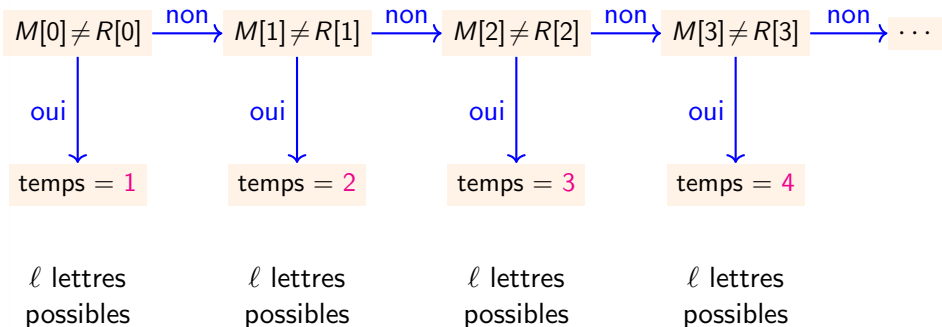 M[0]≠R[0] non M[1]≠R[1] non M[2]≠R[2] non M[3]≠R[3] non ···
oui oui oui oui
temps = 1 temps = 2 temps = 3 temps = 4
ℓ lettres ℓ lettres ℓ lettres ℓ lettres
possibles possibles possibles possibles